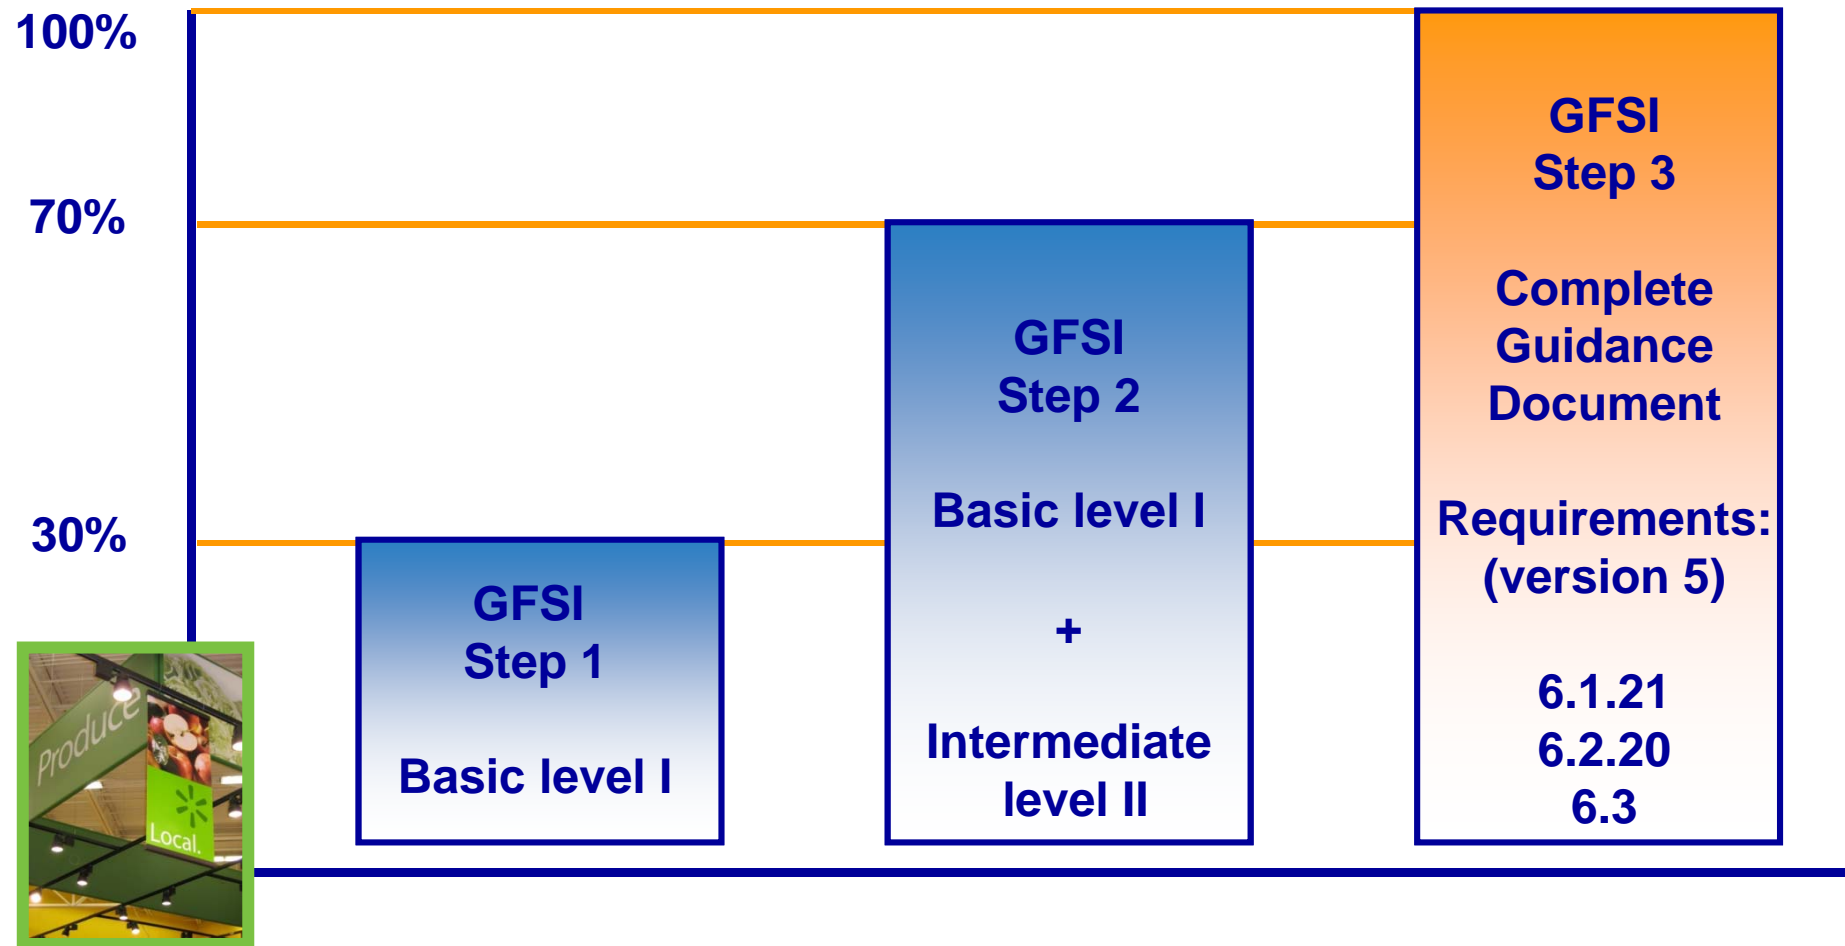 100%
70%
30%
GFSI
Step 1
Basic level I
GFSI
Step 2
Basic level I
+
Intermediate
level II
GFSI
Step 3
Complete
Guidance
Document
Requirements:
(version 5)
6.1.21
6.2.20
6.3
Produce
Local.